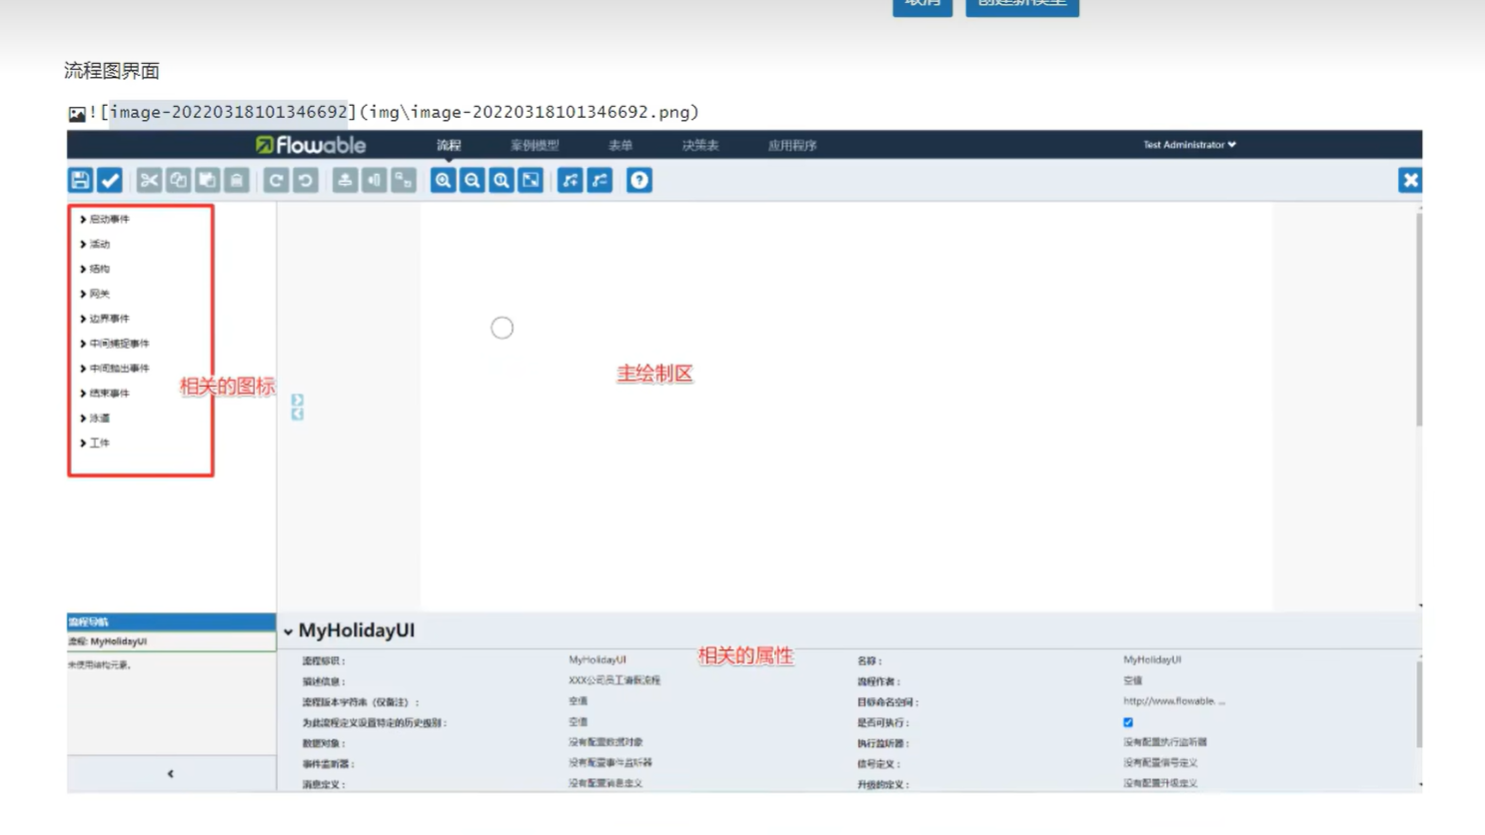 取消 创建新模型
流程图界面
![image-20220318101346692](img\image-20220318101346692.png)
flowable 流程 案例模型 表单 决策表 应用程序 Test Administrator
启动事件
活动
结构
网关
边界事件
中间捕捉事件
中间抛出事件
结束事件
泳道
工件
相关的图标
主绘制区
流程导航
流程: MyHolidayUI
未使用结构元素。
MyHolidayUI
相关的属性
流程标识 : MyHolidayUI 名称 : MyHolidayUI
描述信息 : XXX公司员工请假流程 流程作者 : 空值
流程版本字符串（仅备注） : 空值 目标命名空间 : http://www.flowable. ...
为此流程定义设置特定的历史级别 : 空值 是否可执行 :
数据对象 : 没有配置数据对象 执行监听器 : 没有配置执行监听器
事件监听器 : 没有配置事件监听器 信号定义 : 没有配置信号定义
消息定义 : 没有配置消息定义 升级的定义 : 没有配置升级定义